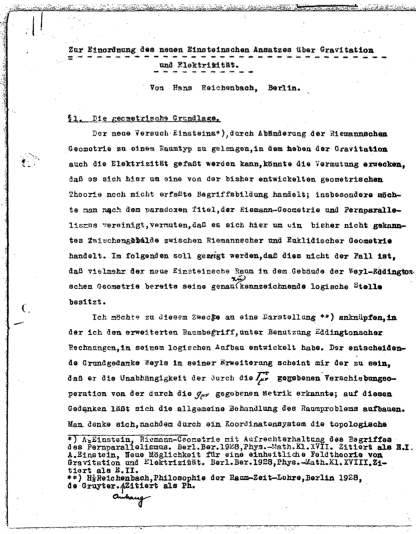 Zur Einordnung des neuen Einsteinschen Ansatzes über Gravitation
und Elektrizität.
Von Hans Reichenbach, Berlin.
§1. Die geometrische Grundlage.
Der neue Versuch Einsteins*),durch Abänderung der Riemannschen
Geometrie zu einem Raumtyp zu gelangen,in dem neben der Gravitation
auch die Elektrizität gefaßt werden kann,könnte die Vermutung erwecken,
daß es sich hier um eine von der bisher entwickelten geometrischen
Theorie noch nicht erfaßte Begriffsbildung handelt; insbesondere möch-
te man nach dem paradoxen Titel,der Riemann-Geometrie und Fernparalle-
lismus vereinigt,vermuten,daß es sich hier um ein bisher nicht gekann-
tes Zwischengebilde zwischen Riemannscher und Euklidischer Geometrie
handelt. Im folgenden soll gezeigt werden,daß dies nicht der Fall ist,
daß vielmehr der neue Einsteinsche Raum in dem Gebäude der Weyl-Eddington-
schen Geometrie bereits seine genau kennzeichnende logische Stelle
besitzt.
Ich möchte zu diesem Zwecke an eine Darstellung **) anknüpfen,in
der ich den erweiterten Raumbegriff,unter Benutzung Eddingtonscher
Rechnungen,in seinem logischen Aufbau entwickelt habe. Der entscheiden-
de Grundgedanke Weyls in seiner Erweiterung scheint mir der zu sein,
daß er die Unabhängigkeit der durch die gegebenen Verschiebungso-
peration von der durch die gμν gegebenen Metrik erkannte; auf diesen
Gedanken läßt sich die allgemeine Behandlung des Raumproblems aufbauen.
Man denke sich,nachdem durch ein Koordinatensystem die topologische
*) A.Einstein, Riemann-Geometrie mit Aufrechterhaltung des Begriffes
des Fernparallelismus. Berl.Ber.1928,Phys.-Math.Kl.XVII. Zitiert als E.I.
A.Einstein, Neue Möglichkeit für eine einheitliche Feldtheorie von
Gravitation und Elektrizität. Berl.Ber.1928,Phys.-Math.Kl.XVIII.Zi-
tiert als E.II.
**) H.Reichenbach,Philosophie der Raum-Zeit-Lehre,Berlin 1928,
de Gruyter. Zitiert als Ph.
Anhang